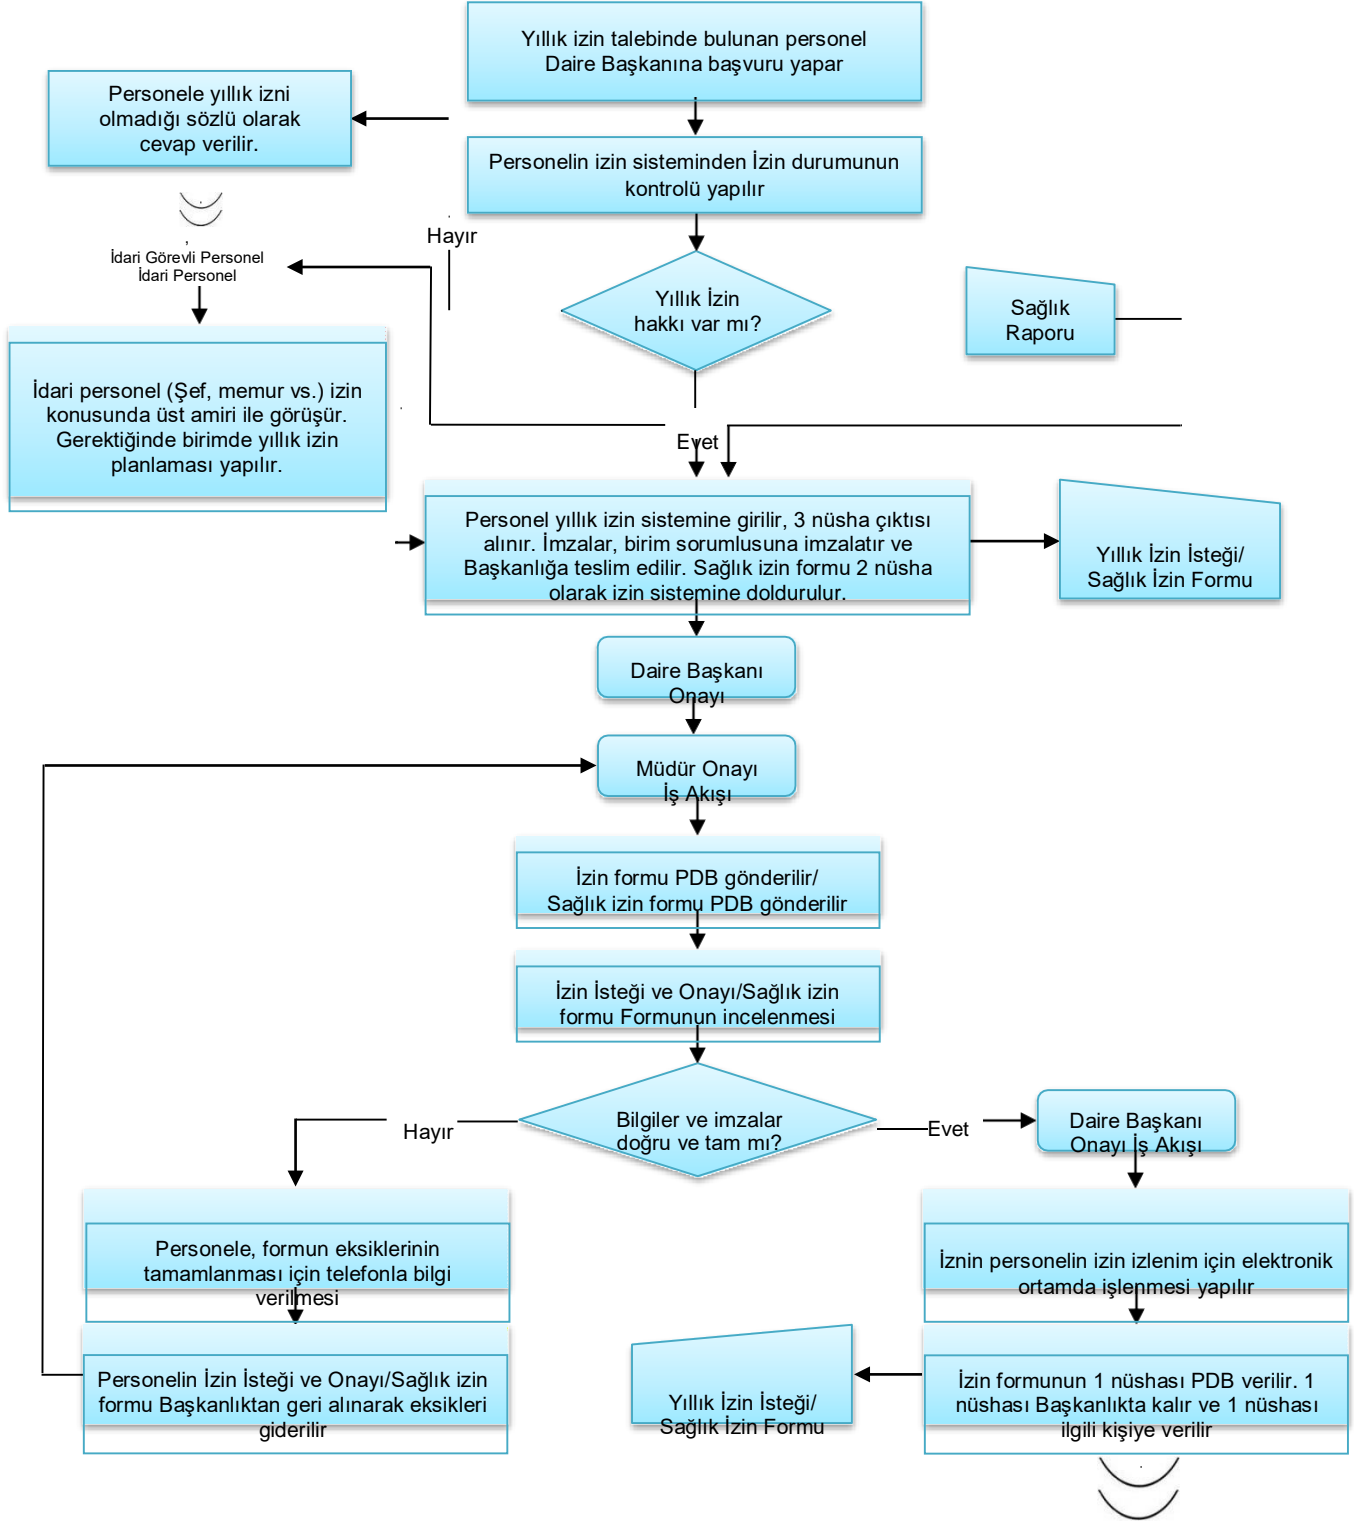 Yıllık izin talebinde bulunan personel
Daire Başkanına başvuru yapar
Personele yıllık izni
olmadığı sözlü olarak
cevap verilir.
Personelin izin sisteminden İzin durumunun
kontrolü yapılır
Hayır
İdari Görevli Personel
İdari Personel
Yıllık İzin
hakkı var mı?
Sağlık
Raporu
İdari personel (Şef, memur vs.) izin
konusunda üst amiri ile görüşür.
Gerektiğinde birimde yıllık izin
planlaması yapılır.
Evet
Personel yıllık izin sistemine girilir, 3 nüsha çıktısı
alınır. İmzalar, birim sorumlusuna imzalatır ve
Başkanlığa teslim edilir. Sağlık izin formu 2 nüsha
olarak izin sistemine doldurulur.
Yıllık İzin İsteği/
Sağlık İzin Formu
Daire Başkanı
Onayı
Müdür Onayı
İş Akışı
İzin formu PDB gönderilir/
Sağlık izin formu PDB gönderilir
İzin İsteği ve Onayı/Sağlık izin
formu Formunun incelenmesi
Bilgiler ve imzalar
doğru ve tam mı?
Hayır
Evet
Daire Başkanı
Onayı İş Akışı
Personele, formun eksiklerinin
tamamlanması için telefonla bilgi
verilmesi
İznin personelin izin izlenim için elektronik
ortamda işlenmesi yapılır
Personelin İzin İsteği ve Onayı/Sağlık izin
formu Başkanlıktan geri alınarak eksikleri
giderilir
Yıllık İzin İsteği/
Sağlık İzin Formu
İzin formunun 1 nüshası PDB verilir. 1
nüshası Başkanlıkta kalır ve 1 nüshası
ilgili kişiye verilir